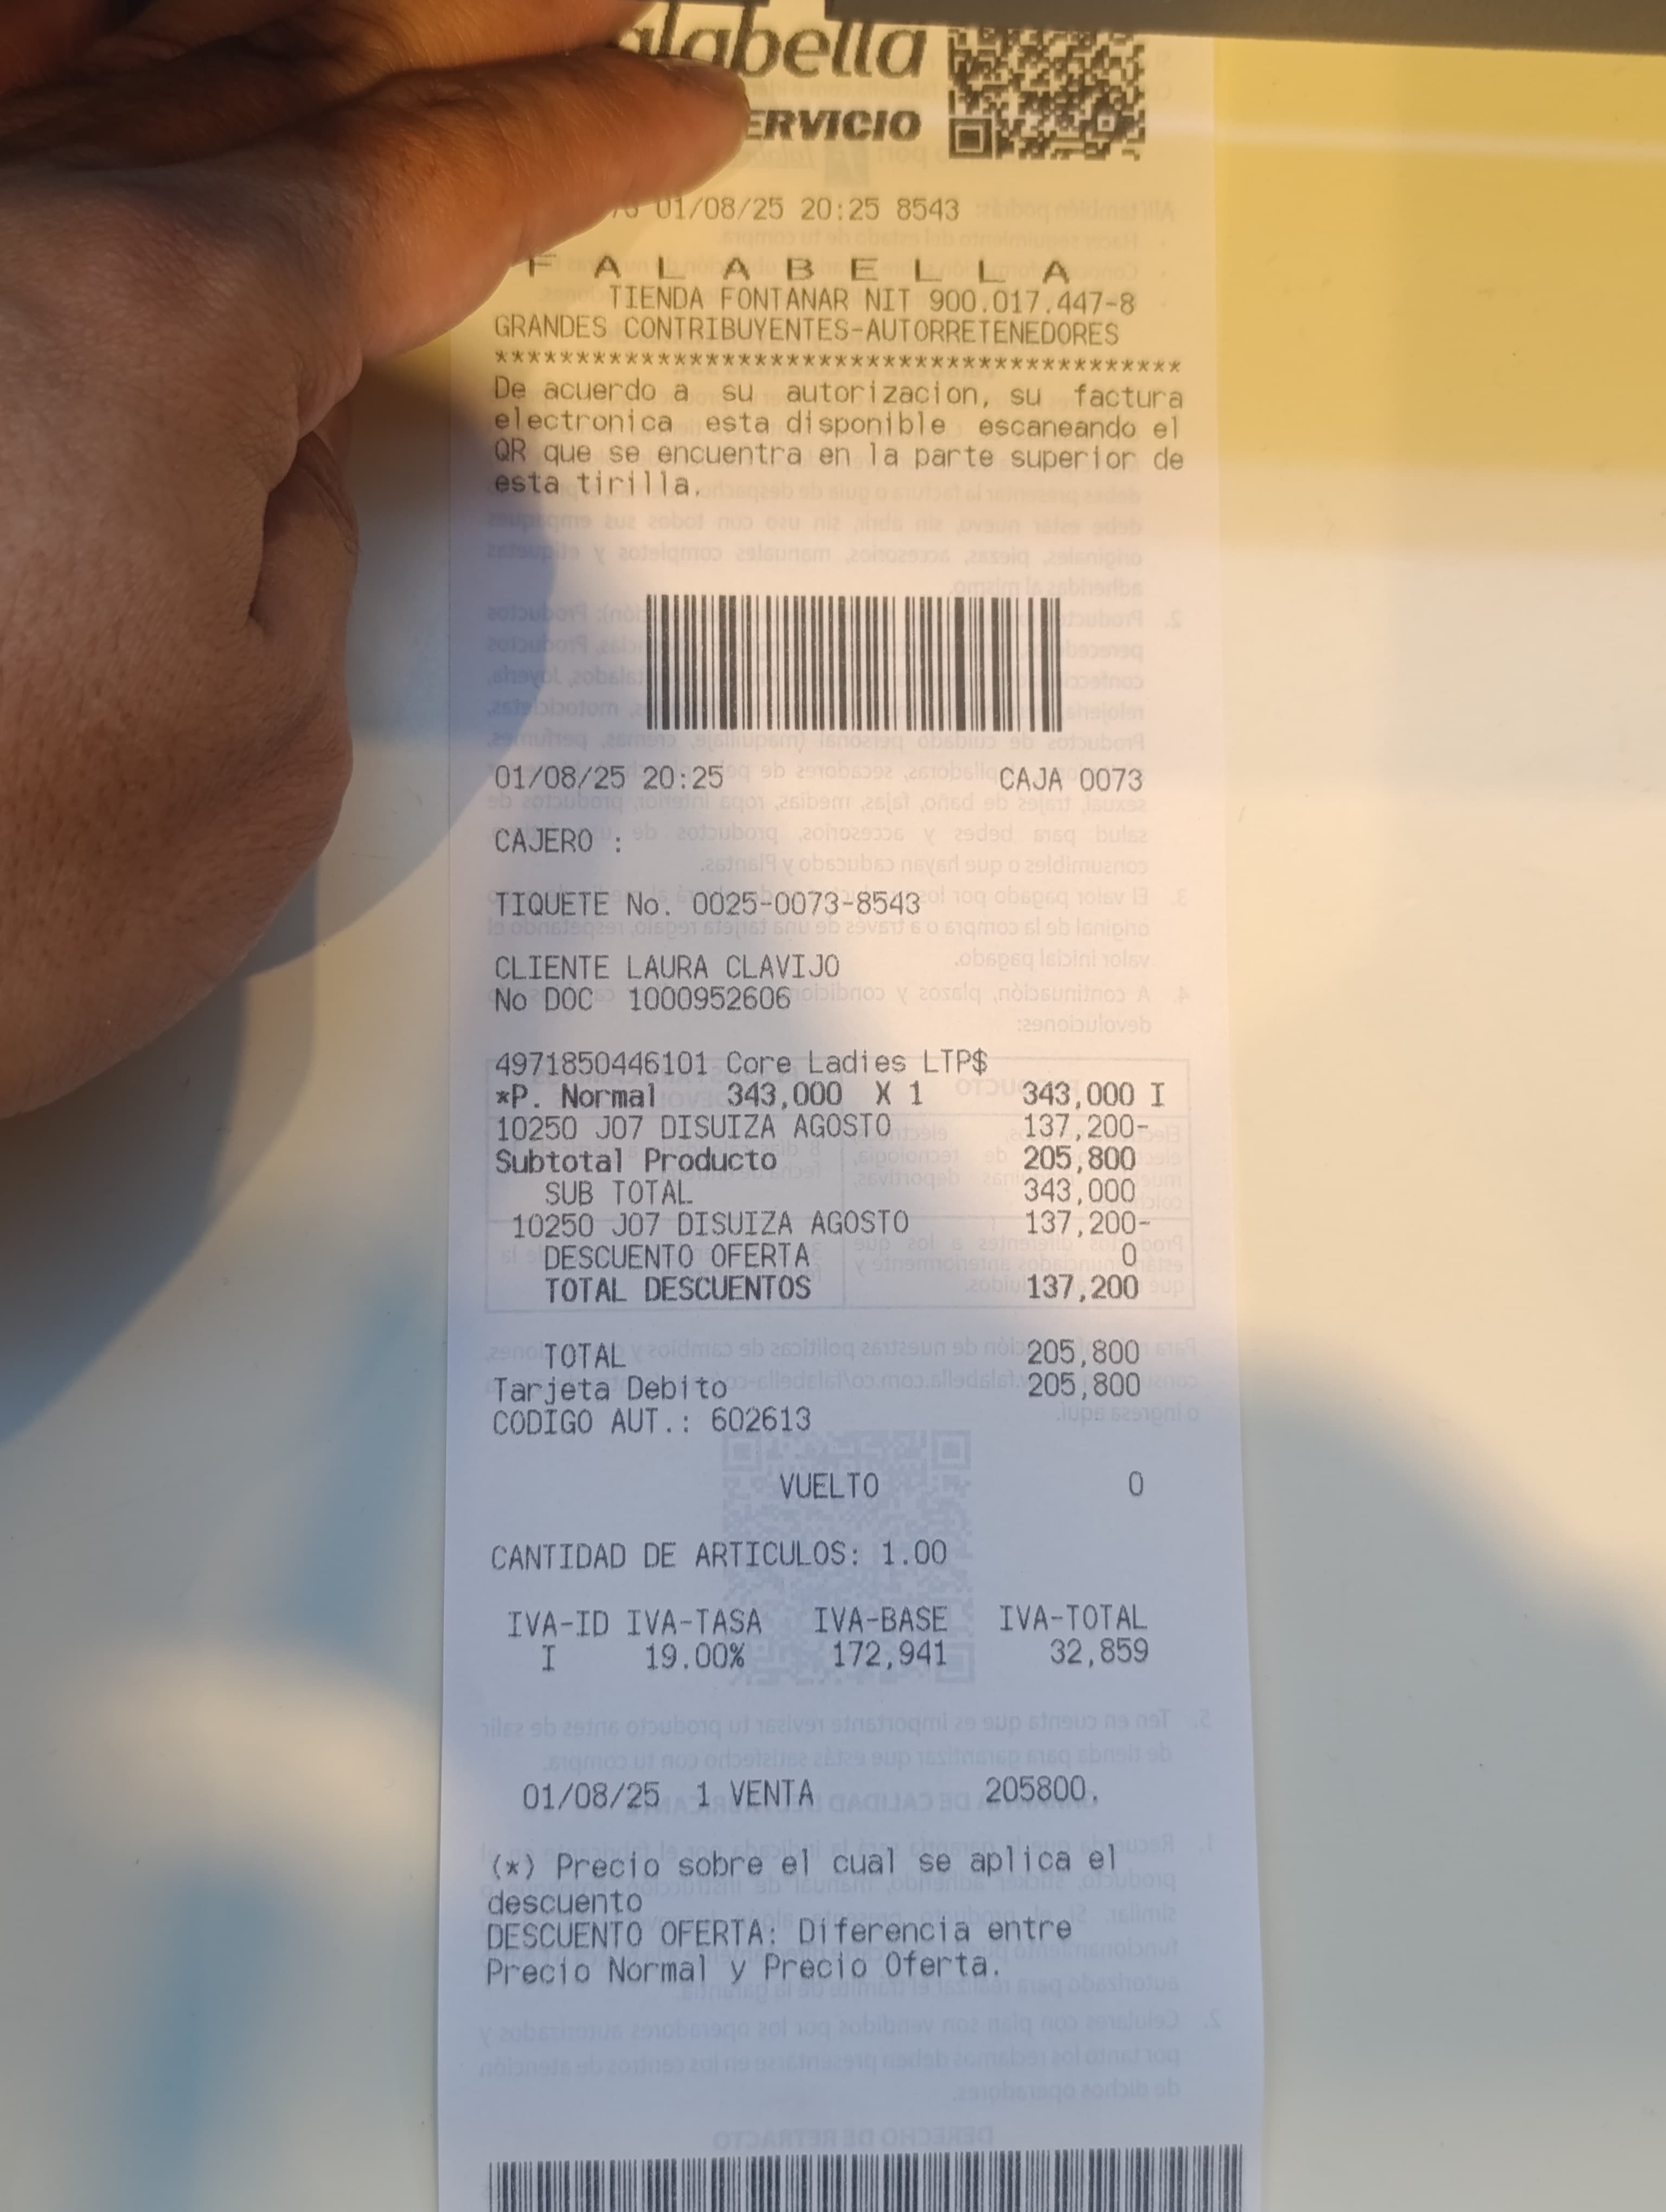 alabella
ERVICIO
01/08/25 20:25 8543
F A L A B E L L A
TIENDA FONTANAR NIT 900.017.447-8
GRANDES CONTRIBUYENTES-AUTORRETENEDORES
******************************************
De acuerdo a su autorizacion, su factura
electronica esta disponible escaneando el
QR que se encuentra en la parte superior de
esta tirilla.
01/08/25 20:25 CAJA 0073
CAJERO :
TIQUETE No. 0025-0073-8543
CLIENTE LAURA CLAVIJO
No DOC 1000952606
4971850446101 Core Ladies LTP$
*P. Normal 343,000 X 1 343,000 I
10250 J07 DISUIZA AGOSTO 137,200-
Subtotal Producto 205,800
SUB TOTAL 343,000
10250 J07 DISUIZA AGOSTO 137,200-
DESCUENTO OFERTA 0
TOTAL DESCUENTOS 137,200
TOTAL 205,800
Tarjeta Debito 205,800
CODIGO AUT.: 602613
VUELTO 0
CANTIDAD DE ARTICULOS: 1.00
IVA-ID IVA-TASA IVA-BASE IVA-TOTAL
I 19.00% 172,941 32,859
01/08/25 1 VENTA 205800.
(*) Precio sobre el cual se aplica el
descuento
DESCUENTO OFERTA: Diferencia entre
Precio Normal y Precio Oferta.